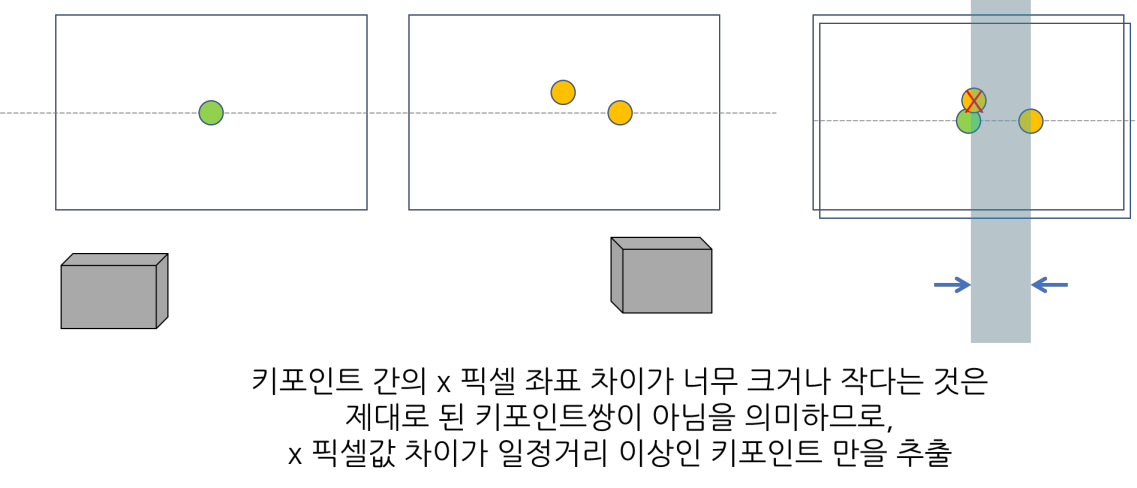 키포인트 간의 x 픽셀 좌표 차이가 너무 크거나 작다는 것은
제대로 된 키포인트쌍이 아님을 의미하므로,
x 픽셀값 차이가 일정거리 이상인 키포인트 만을 추출